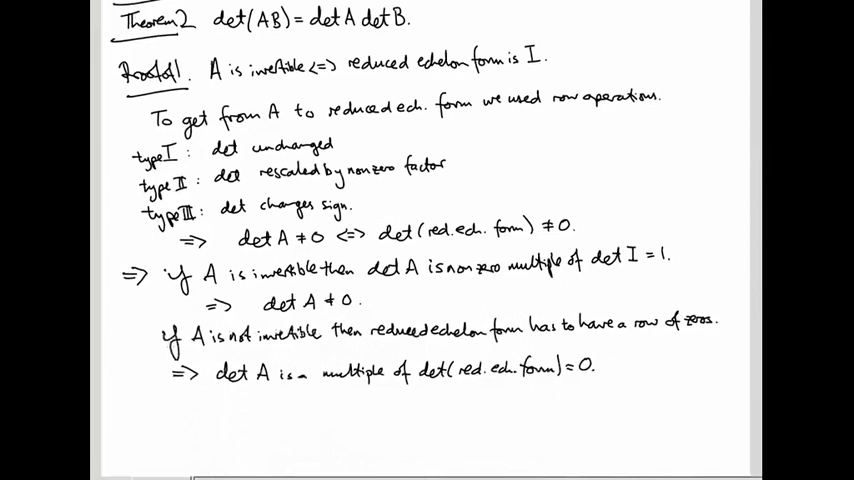 Theorem 2 det(AB) = det A det B.
Proof of 1. A is invertible <=> reduced echelon form is I.
To get from A to reduced ech. form we used row operations.
type I : det unchanged
type II : det rescaled by nonzero factor
type III : det changes sign.
=> det A ≠ 0 <=> det(red. ech. form) ≠ 0.
=> if A is invertible then det A is nonzero multiple of det I = 1.
=> det A ≠ 0.
if A is not invertible then reduced echelon form has to have a row of zeros.
=> det A is a multiple of det(red. ech. form) = 0.